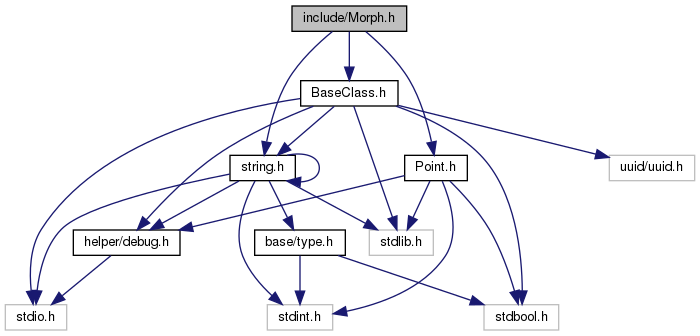 include/Morph.h
BaseClass.h
string.h
Point.h
uuid/uuid.h
helper/debug.h
base/type.h
stdlib.h
stdio.h
stdint.h
stdbool.h